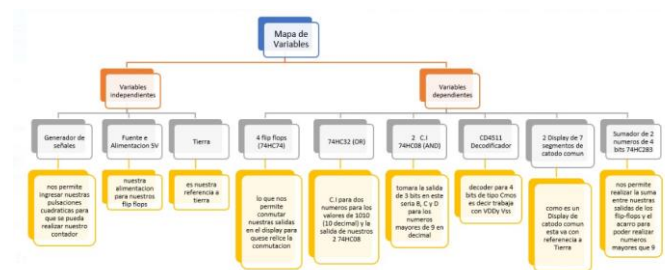 Mapa de
Variables
Variables
independientes
Variables
dependientes
Generador de
señales
Fuente e
Alimentacion 5V
Tierra
4 flip flops
(74HC74)
74HC32 (OR)
2 C.I
74HC08 (AND)
CD4511
Decodificador
2 Display de 7
segmentos de
catodo comun
Sumador de 2
numeros de 4
bits 74HC283
nos permite
ingresar nuestras
pulsaciones
cuadraticas para
que se pueda
realizar nuestro
contador
nuestra
alimentacion
para nuestros
flip flops
es nuestra
referencia a
tierra
lo que nos
permite
conmutar
nuestras salidas
en el display para
quese relice la
conmutacion
C.I para dos
numeros para los
valores de 1010
(10 decimal) y la
salida de nuestros
2 74HC08
tomara la salida
de 3 bits en este
seria B, C y D
para los
numeros
mayores de 9 en
decimal
decoder para 4
bits de tipo Cmos
es decir trabaja
con VDDy Vss
como es un
Display de
catodo comun
esta va con
referenecia a
Tierra
nos permite
realizar la suma
entre nuestra
salidas de los
flip-flops y el
acarro para
poder realizar
numeros
mayores que 9